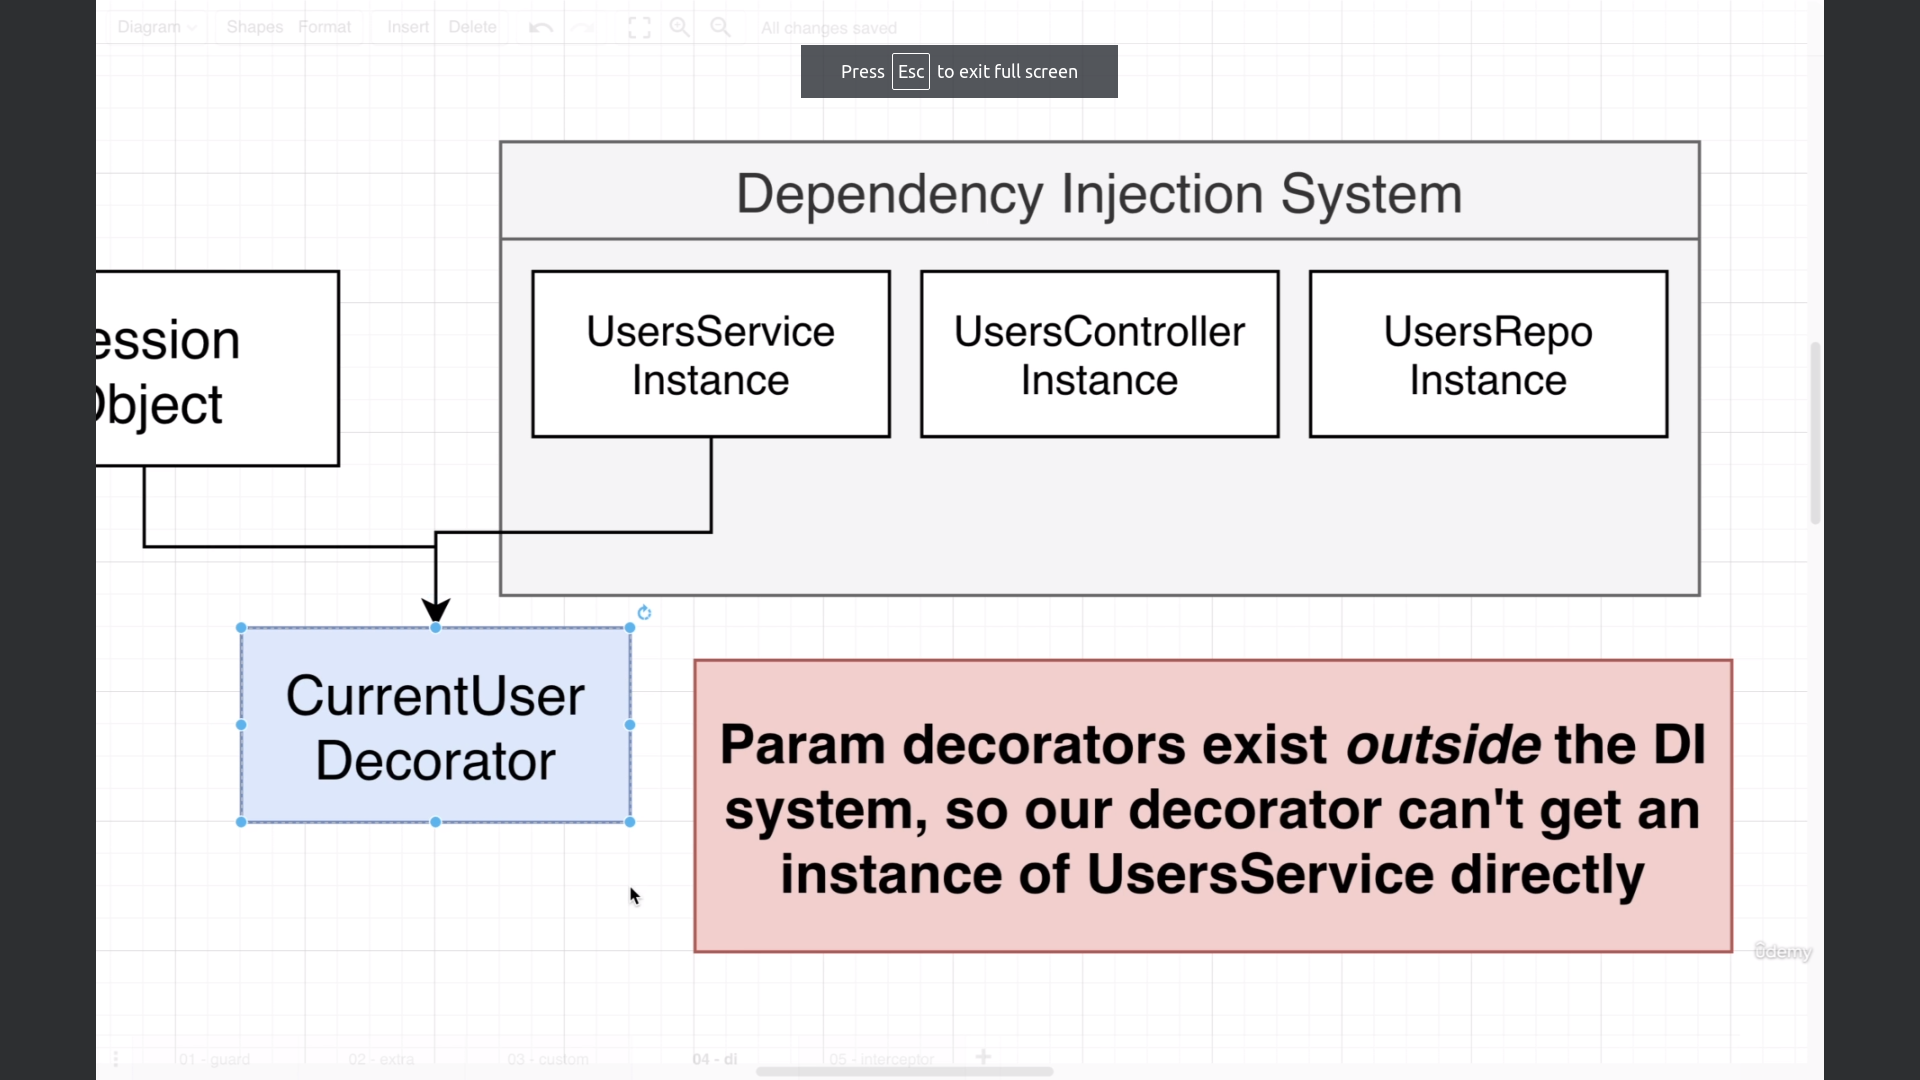 Diagram
Shapes Format
Insert Delete
All changes saved
Press Esc to exit full screen
Dependency Injection System
ession
Object
UsersService
Instance
UsersController
Instance
UsersRepo
Instance
CurrentUser
Decorator
Param decorators exist outside the DI
system, so our decorator can't get an
instance of UsersService directly
ûdemy
01 - guard
02 - extra
03 - custom
04 - di
05 - interceptor